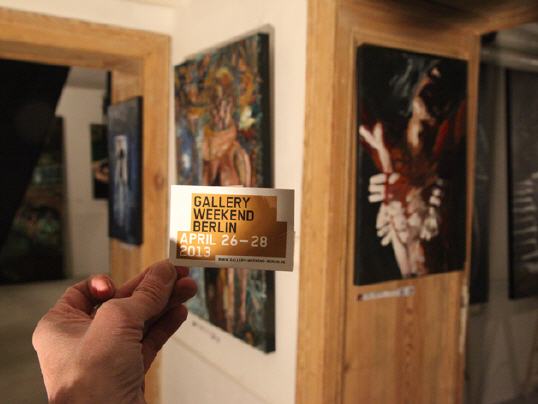 GALLERY
WEEKEND
BERLIN
APRIL 26–28
2013
WWW.GALLERY-WEEKEND-BERLIN.DE